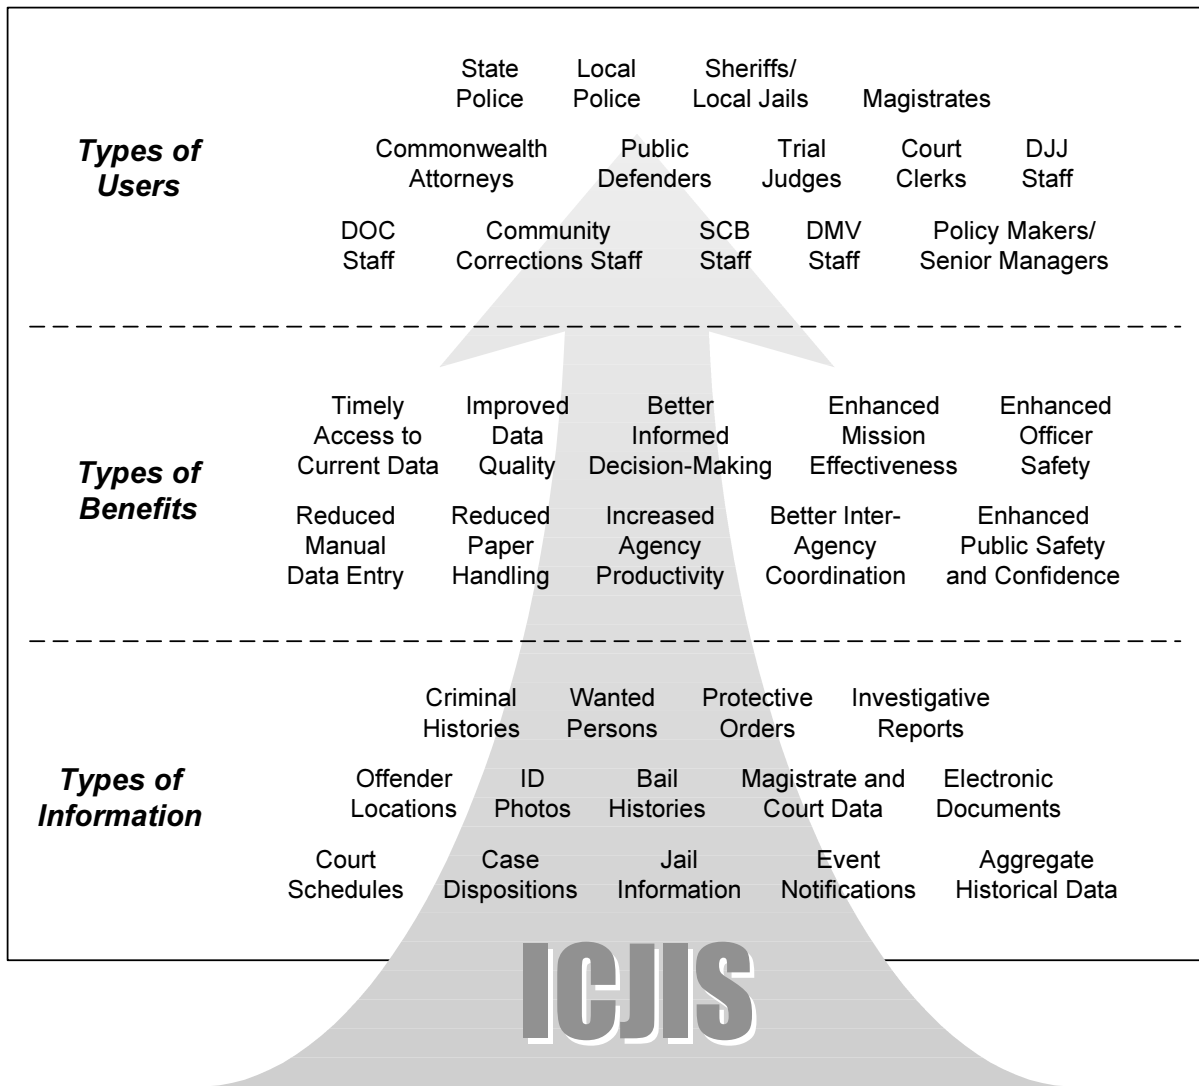 State Local Sheriffs/
Police Police Local Jails Magistrates
Types of Users
Commonwealth Public Trial Court DJJ
Attorneys Defenders Judges Clerks Staff
DOC Community SCB DMV Policy Makers/
Staff Corrections Staff Staff Staff Senior Managers
Timely Improved Better Enhanced Enhanced
Access to Data Informed Mission Officer
Current Data Quality Decision-Making Effectiveness Safety
Types of
Benefits
Reduced Reduced Increased Better Inter- Enhanced
Manual Paper Agency Agency Public Safety
Data Entry Handling Productivity Coordination and Confidence
Criminal Wanted Protective Investigative
Histories Persons Orders Reports
Types of
Information
Offender ID Bail Magistrate and Electronic
Locations Photos Histories Court Data Documents
Court Case Jail Event Aggregate
Schedules Dispositions Information Notifications Historical Data
ICJIS